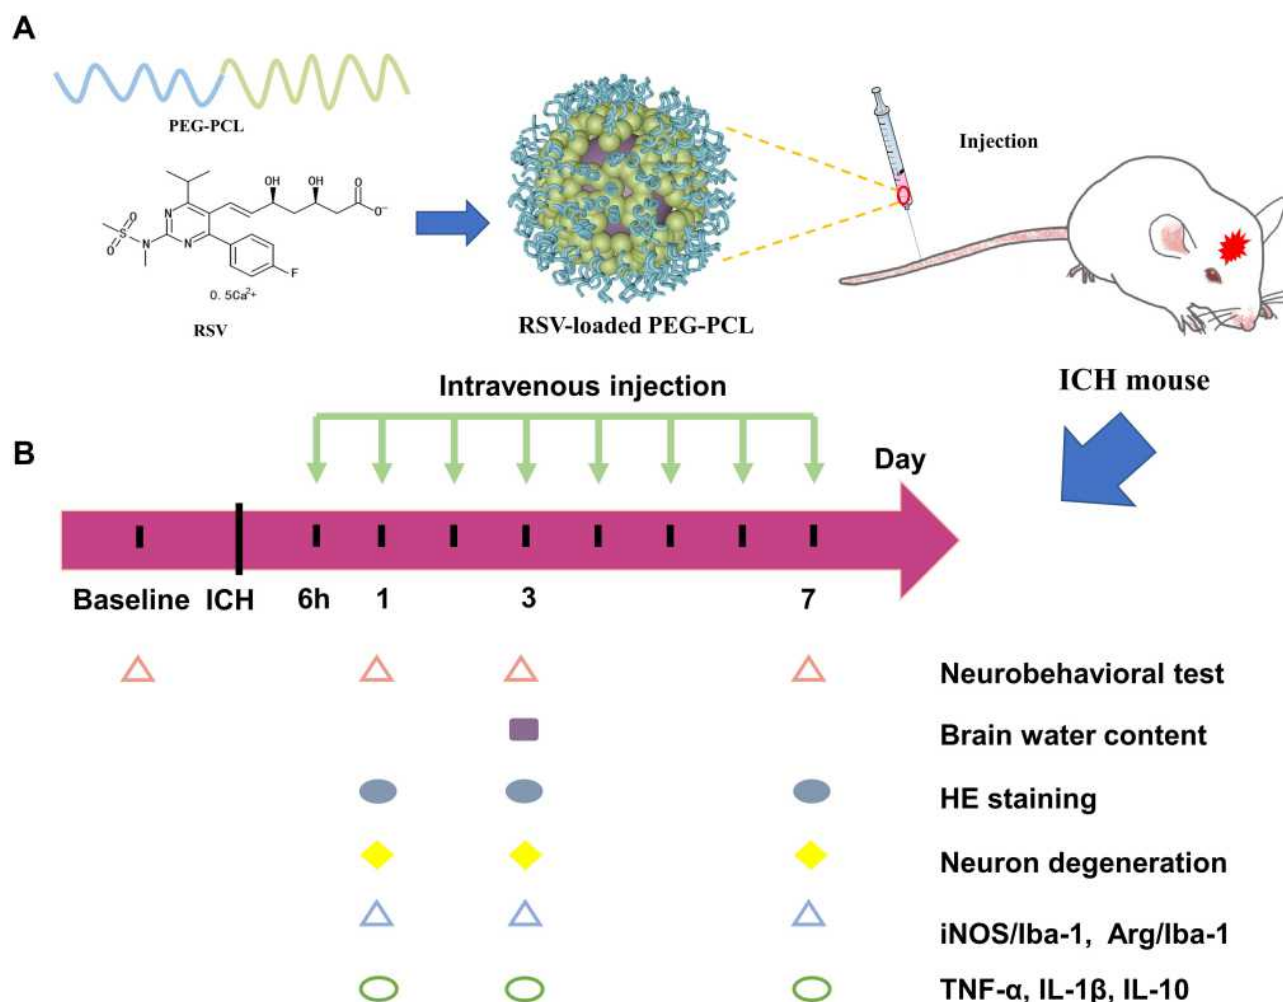 A
PEG-PCL
OH OH O
O⁻
N
S
O
O
N
N
F
0.5Ca²⁺
RSV
RSV-loaded PEG-PCL
Injection
ICH mouse
Intravenous injection
B
Day
Baseline ICH 6h 1 3 7
Neurobehavioral test
Brain water content
HE staining
Neuron degeneration
iNOS/Iba-1, Arg/Iba-1
TNF-α, IL-1β, IL-10